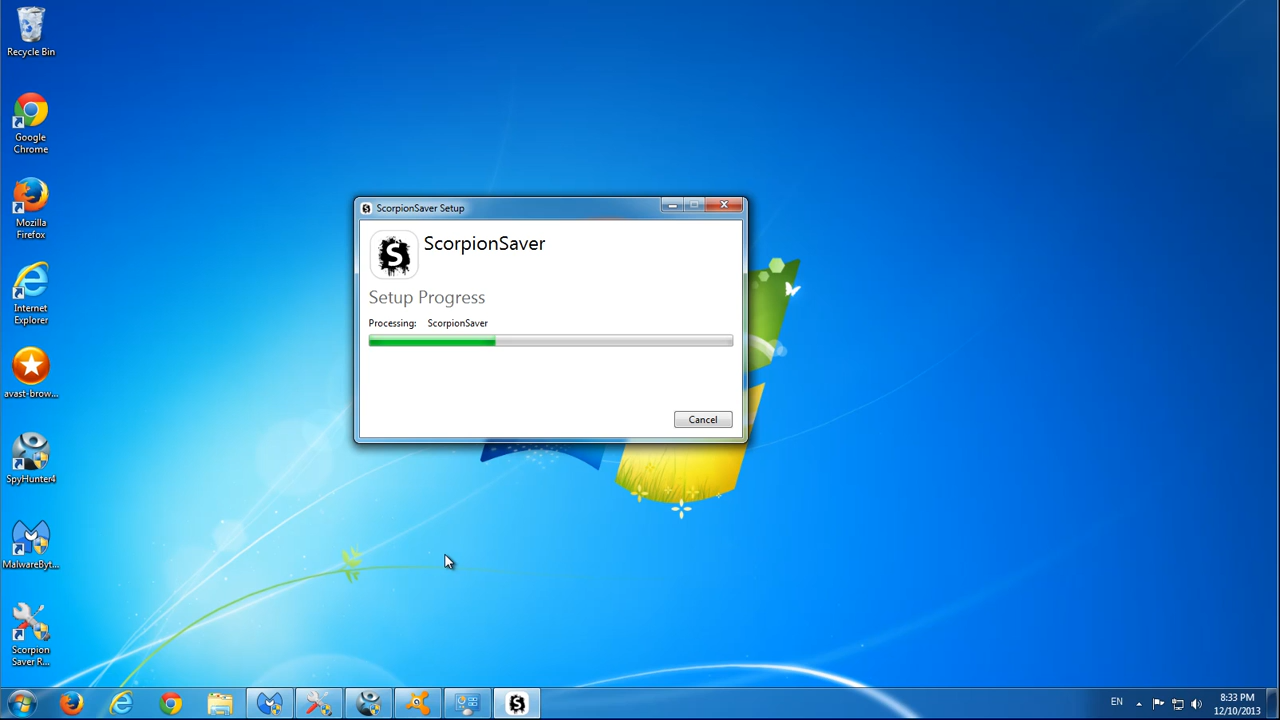 Recycle Bin
Google
Chrome
Mozilla
Firefox
Internet
Explorer
avast-brow...
SpyHunter4
MalwareByt...
Scorpion
Saver R...
ScorpionSaver Setup
S
ScorpionSaver
Setup Progress
Processing: ScorpionSaver
Cancel
S
EN
8:33 PM
12/10/2013